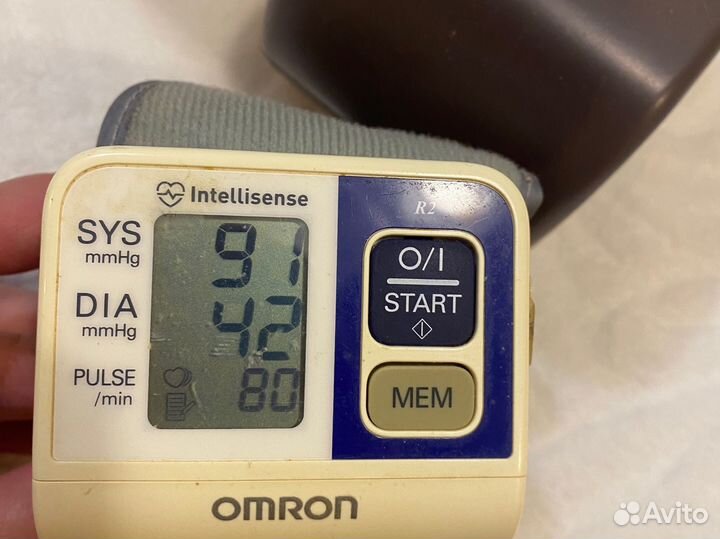 Intellisense
R2
SYS
mmHg
91
DIA
mmHg
42
PULSE
/min
80
O/I
START
MEM
OMRON
Avito